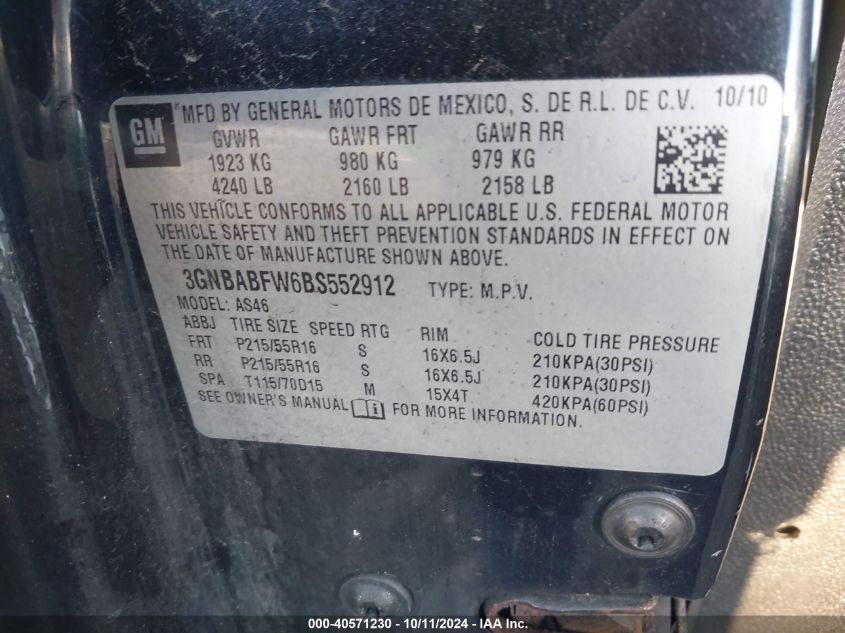 GM
MFD BY GENERAL MOTORS DE MEXICO, S. DE R.L. DE C.V. 10/10
GVWR GAWR FRT GAWR RR
1923 KG 980 KG 979 KG
4240 LB 2160 LB 2158 LB
THIS VEHICLE CONFORMS TO ALL APPLICABLE U.S. FEDERAL MOTOR
VEHICLE SAFETY AND THEFT PREVENTION STANDARDS IN EFFECT ON
THE DATE OF MANUFACTURE SHOWN ABOVE.
3GNBABFW6BS552912 TYPE: M.P.V.
MODEL: AS46
ABBJ TIRE SIZE SPEED RTG RIM COLD TIRE PRESSURE
FRT P215/55R16 S 16X6.5J 210KPA(30PSI)
RR P215/55R16 S 16X6.5J 210KPA(30PSI)
SPA T115/70D15 M 15X4T 420KPA(60PSI)
SEE OWNER'S MANUAL FOR MORE INFORMATION.
000-40571230 - 10/11/2024 - IAA Inc.